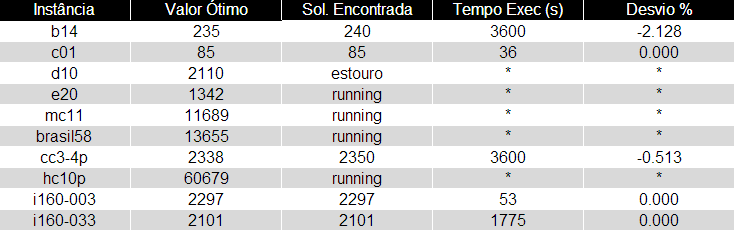 Instância Valor Ótimo Sol. Encontrada Tempo Exec (s) Desvio %
b14 235 240 3600 -2.128
c01 85 85 36 0.000
d10 2110 estouro * *
e20 1342 running * *
mc11 11689 running * *
brasil58 13655 running * *
cc3-4p 2338 2350 3600 -0.513
hc10p 60679 running * *
i160-003 2297 2297 53 0.000
i160-033 2101 2101 1775 0.000